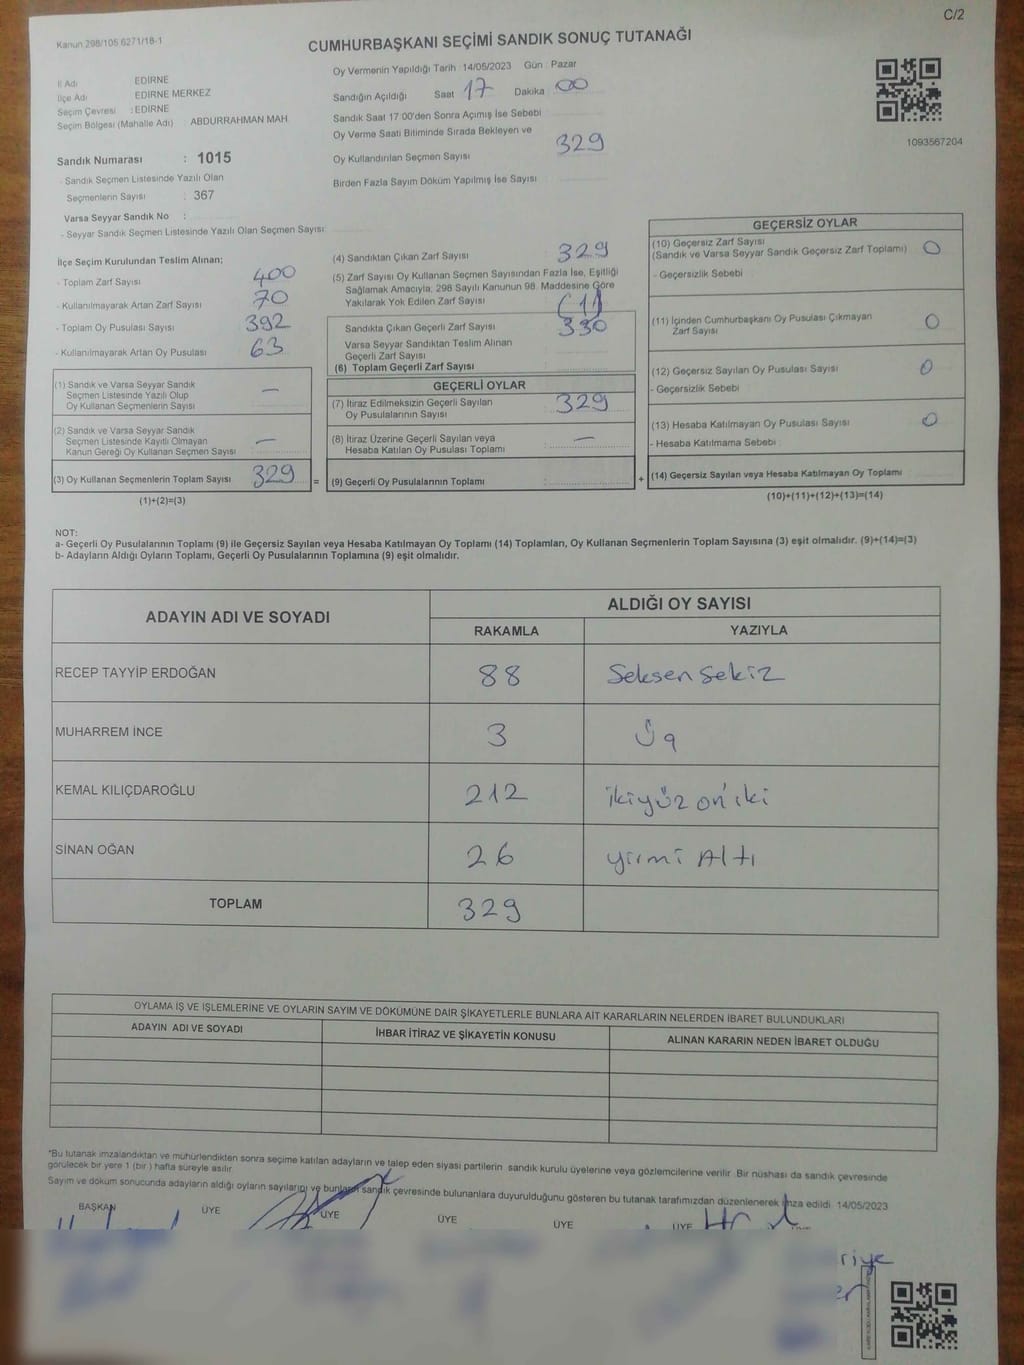 C/2
Kanun 298/105 6271/18-1
CUMHURBAŞKANI SEÇİMİ SANDIK SONUÇ TUTANAĞI
İl Adı EDIRNE
İlçe Adı EDIRNE MERKEZ
Seçim Çevresi : EDIRNE
Seçim Bölgesi (Mahalle Adı) : ABDURRAHMAN MAH
Sandık Numarası : 1015
- Sandık Seçmen Listesinde Yazılı Olan
Seçmenlerin Sayısı : 367
Varsa Seyyar Sandık No :
- Seyyar Sandık Seçmen Listesinde Yazılı Olan Seçmen Sayısı:
Oy Vermenin Yapıldığı Tarih : 14/05/2023 Gün : Pazar
Sandığın Açıldığı Saat 17 Dakika : 00
Sandık Saat 17:00'den Sonra Açımış İse Sebebi
Oy Verme Saati Bitiminde Sırada Bekleyen ve
Oy Kullandırılan Seçmen Sayısı 329
Birden Fazla Sayım Döküm Yapılmış İse Sayısı :
1093567204
İlçe Seçim Kurulundan Teslim Alınan:
- Toplam Zarf Sayısı : 400
- Kullanılmayarak Artan Zarf Sayısı : 70
- Toplam Oy Pusulası Sayısı : 392
- Kullanılmayarak Artan Oy Pusulası : 63
(1) Sandık ve Varsa Seyyar Sandık
Seçmen Listesinde Yazılı Olup
Oy Kullanan Seçmenlerin Sayısı : —
(2) Sandık ve Varsa Seyyar Sandık
Seçmen Listesinde Kayıtlı Olmayan
Kanun Gereği Oy Kullanan Seçmen Sayısı : —
(3) Oy Kullanan Seçmenlerin Toplam Sayısı : 329 =
(1)+(2)=(3)
(4) Sandıktan Çıkan Zarf Sayısı : 329
(5) Zarf Sayısı Oy Kullanan Seçmen Sayısından Fazla İse, Eşitliği
Sağlamak Amacıyla; 298 Sayılı Kanunun 98. Maddesine Göre
Yakılarak Yok Edilen Zarf Sayısı (1)
Sandıkta Çıkan Geçerli Zarf Sayısı : 330
Varsa Seyyar Sandıktan Teslim Alınan
Geçerli Zarf Sayısı
(6) Toplam Geçerli Zarf Sayısı
GEÇERLİ OYLAR
(7) İtiraz Edilmeksizin Geçerli Sayılan
Oy Pusulalarının Sayısı : 329
(8) İtiraz Üzerine Geçerli Sayılan veya
Hesaba Katılan Oy Pusulası Toplamı : —
(9) Geçerli Oy Pusulalarının Toplamı : +
GEÇERSİZ OYLAR
(10) Geçersiz Zarf Sayısı
(Sandık ve Varsa Seyyar Sandık Geçersiz Zarf Toplamı) : 0
- Geçersizlik Sebebi
(11) İçinden Cumhurbaşkanı Oy Pusulası Çıkmayan
Zarf Sayısı : 0
(12) Geçersiz Sayılan Oy Pusulası Sayısı : 0
- Geçersizlik Sebebi
(13) Hesaba Katılmayan Oy Pusulası Sayısı : 0
- Hesaba Katılmama Sebebi :
(14) Geçersiz Sayılan veya Hesaba Katılmayan Oy Toplamı
(10)+(11)+(12)+(13)=(14)
NOT:
a- Geçerli Oy Pusulalarının Toplamı (9) ile Geçersiz Sayılan veya Hesaba Katılmayan Oy Toplamı (14) Toplamları, Oy Kullanan Seçmenlerin Toplam Sayısına (3) eşit olmalıdır. (9)+(14)=(3)
b- Adayların Aldığı Oyların Toplamı, Geçerli Oy Pusulalarının Toplamına (9) eşit olmalıdır.
ADAYIN ADI VE SOYADI ALDIĞI OY SAYISI
RAKAMLA YAZIYLA
RECEP TAYYİP ERDOĞAN 88 Seksen Sekiz
MUHARREM İNCE 3 Üç
KEMAL KILIÇDAROĞLU 212 ikiyüz on'iki
SİNAN OĞAN 26 yirmi Altı
TOPLAM 329
OYLAMA İŞ VE İŞLEMLERİNE VE OYLARIN SAYIM VE DÖKÜMÜNE DAİR ŞİKAYETLERLE BUNLARA AİT KARARLARIN NELERDEN İBARET BULUNDUKLARI
ADAYIN ADI VE SOYADI İHBAR İTİRAZ VE ŞİKAYETİN KONUSU ALINAN KARARIN NEDEN İBARET OLDUĞU
*Bu tutanak imzalandıktan ve mühürlendikten sonra seçime katılan adayların ve talep eden siyasi partilerin sandık kurulu üyelerine veya gözlemcilerine verilir. Bir nüshası da sandık çevresinde
görülecek bir yere 1 (bir ) hafta süreyle asılır.
Sayım ve döküm sonucunda adayların aldığı oyların sayılarını ve bunların sandık çevresinde bulunanlara duyurulduğunu gösteren bu tutanak tarafımızdan düzenlenerek imza edildi. 14/05/2023
BAŞKAN ÜYE ÜYE ÜYE ÜYE ÜYE